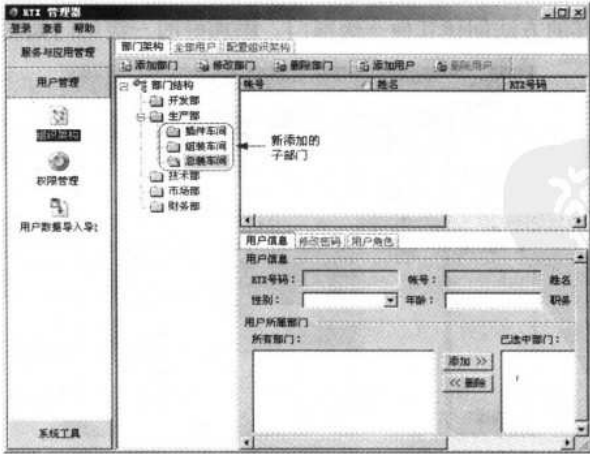 RTX 管理器
登录 查看 帮助
服务与应用管理
用户管理
组织架构
权限管理
用户数据导入导
系统工具
部门架构 全部用户 配置组织架构
添加部门 修改部门 删除部门 添加用户 删除用户
部门结构
开发部
生产部
插件车间
组装车间
总装车间
技术部
市场部
财务部
新添加的
子部门
帐号 姓名 RTX号码
用户信息 修改密码 用户角色
用户信息
RTX号码： 帐号： 姓名
性别： 年龄： 职务
用户所属部门
所有部门： 已选中部门：
添加 >>
<< 删除